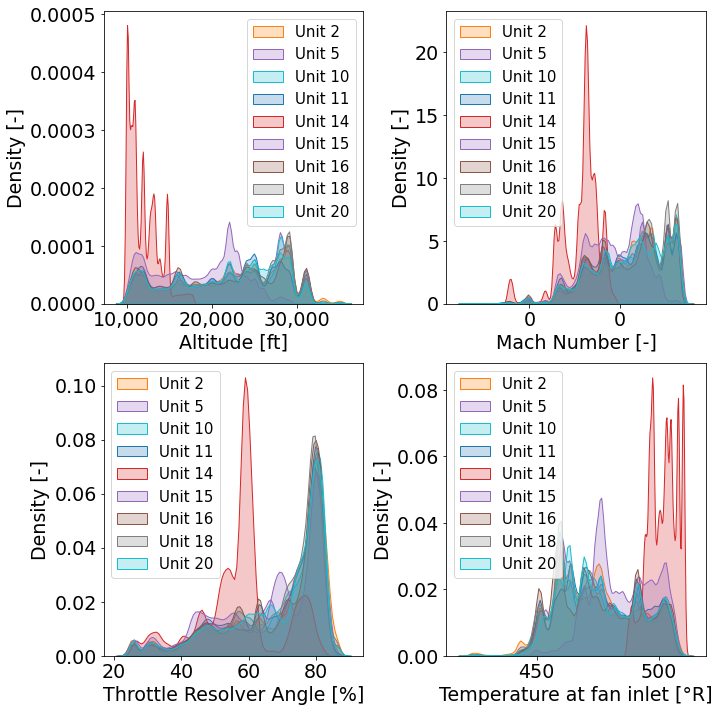 0.0005
0.0004
0.0003
0.0002
0.0001
0.0000
Density [-]
10,000 20,000 30,000
Altitude [ft]
Unit 2
Unit 5
Unit 10
Unit 11
Unit 14
Unit 15
Unit 16
Unit 18
Unit 20
20
15
10
5
0
Density [-]
0 0
Mach Number [-]
Unit 2
Unit 5
Unit 10
Unit 11
Unit 14
Unit 15
Unit 16
Unit 18
Unit 20
0.10
0.08
0.06
0.04
0.02
0.00
Density [-]
20 40 60 80
Throttle Resolver Angle [%]
Unit 2
Unit 5
Unit 10
Unit 11
Unit 14
Unit 15
Unit 16
Unit 18
Unit 20
0.08
0.06
0.04
0.02
0.00
Density [-]
450 500
Temperature at fan inlet [°R]
Unit 2
Unit 5
Unit 10
Unit 11
Unit 14
Unit 15
Unit 16
Unit 18
Unit 20